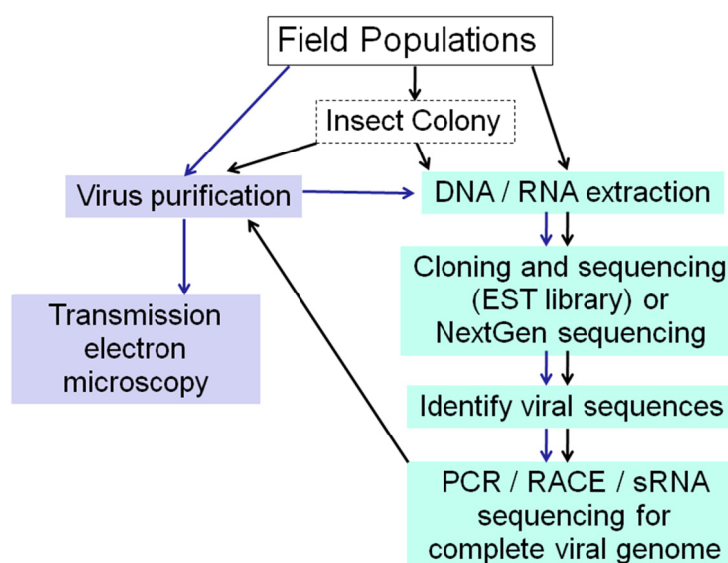 Field Populations
Insect Colony
Virus purification
DNA / RNA extraction
Cloning and sequencing
(EST library) or
NextGen sequencing
Transmission
electron
microscopy
Identify viral sequences
PCR / RACE / sRNA
sequencing for
complete viral genome